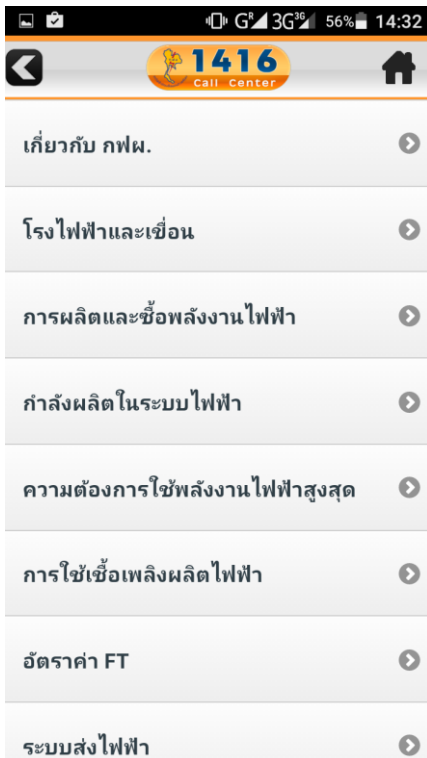 G R 3G 3G 56% 14:32
1416
Call Center
เกี่ยวกับ กฟผ.
โรงไฟฟ้าและเขื่อน
การผลิตและซื้อพลังงานไฟฟ้า
กำลังผลิตในระบบไฟฟ้า
ความต้องการใช้พลังงานไฟฟ้าสูงสุด
การใช้เชื้อเพลิงผลิตไฟฟ้า
อัตราค่า FT
ระบบส่งไฟฟ้า